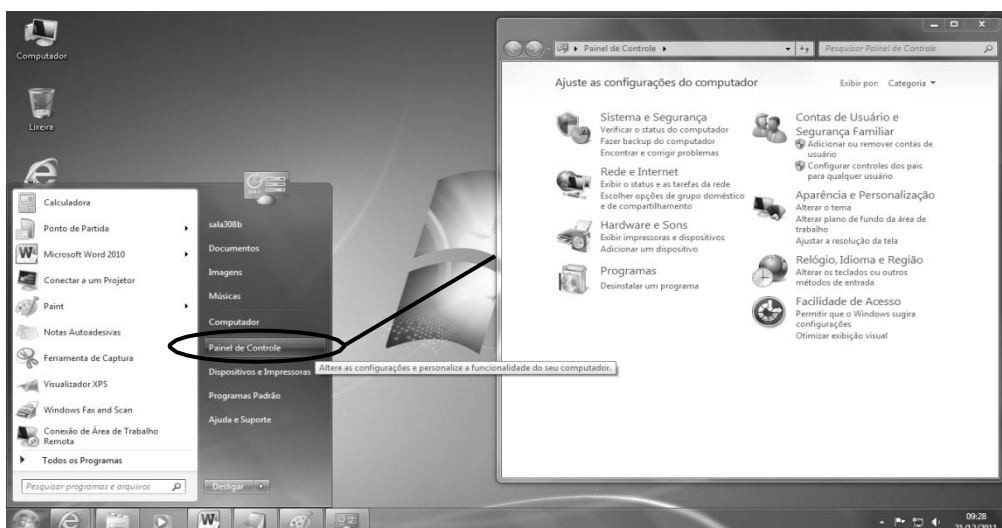 Computador
Lixeira
Calculadora
Ponto de Partida
Microsoft Word 2010
Conectar a um Projetor
Paint
Notas Autoadesivas
Ferramenta de Captura
Visualizador XPS
Windows Fax and Scan
Conexão de Área de Trabalho
Remota
Todos os Programas
Pesquisar programas e arquivos
sala308b
Documentos
Imagens
Músicas
Computador
Painel de Controle
Dispositivos e Impressoras
Programas Padrão
Ajuda e Suporte
Desligar
Altere as configurações e personalize a funcionalidade do seu computador.
Painel de Controle
Pesquisar Painel de Controle
Ajuste as configurações do computador
Exibir por: Categoria
Sistema e Segurança
Verificar o status do computador
Fazer backup do computador
Encontrar e corrigir problemas
Rede e Internet
Exibir o status e as tarefas da rede
Escolher opções de grupo doméstico
e de compartilhamento
Hardware e Sons
Exibir impressoras e dispositivos
Adicionar um dispositivo
Programas
Desinstalar um programa
Contas de Usuário e
Segurança Familiar
Adicionar ou remover contas de
usuário
Configurar controles dos pais
para qualquer usuário
Aparência e Personalização
Alterar o tema
Alterar plano de fundo da área de
trabalho
Ajustar a resolução da tela
Relógio, Idioma e Região
Alterar os teclados ou outros
métodos de entrada
Facilidade de Acesso
Permitir que o Windows sugira
configurações
Otimizar exibição visual
09:28